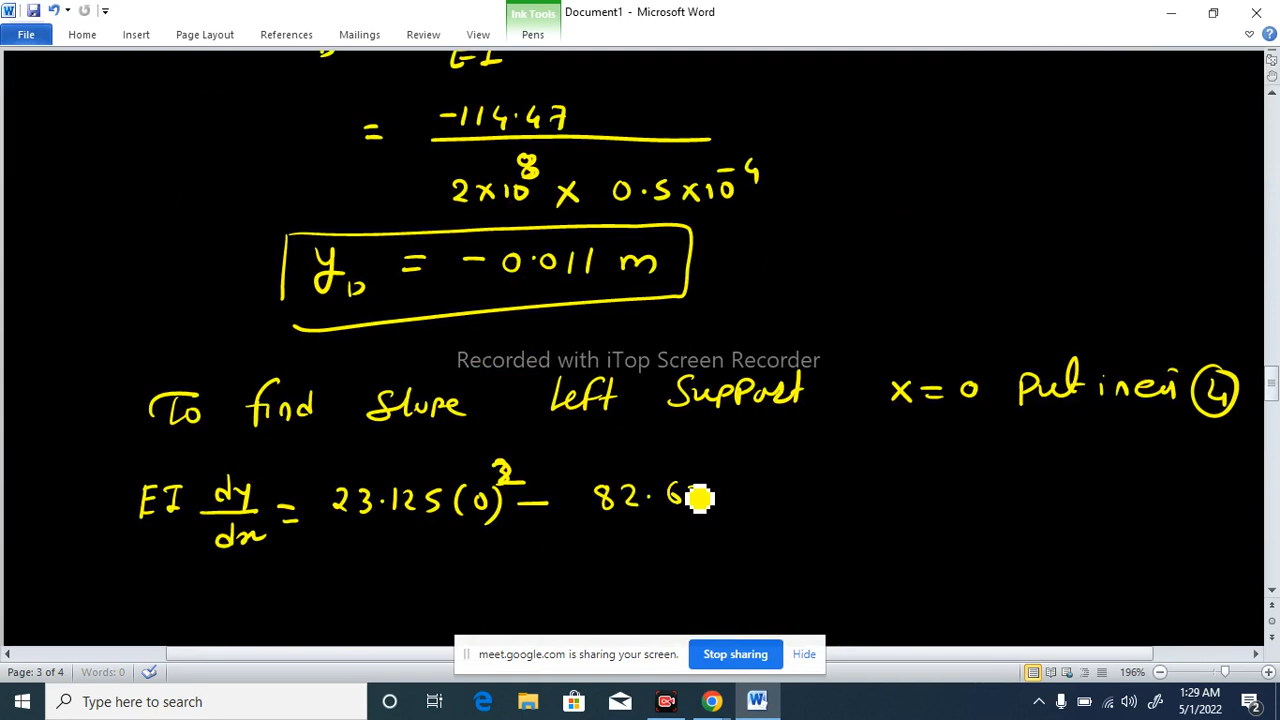 Document1 - Microsoft Word
Ink Tools
File Home Insert Page Layout References Mailings Review View Pens
EI
= -114.47
2×10^8 × 0.5×10^-4
y_D = -0.011 m
Recorded with iTop Screen Recorder
To find slope left support x = 0 put in en ④
EI dy/dx = 23.125(0)^2 - 82.6
meet.google.com is sharing your screen. Stop sharing Hide
Page: 3 of 4 Words: 0 196%
Type here to search
1:29 AM
5/1/2022